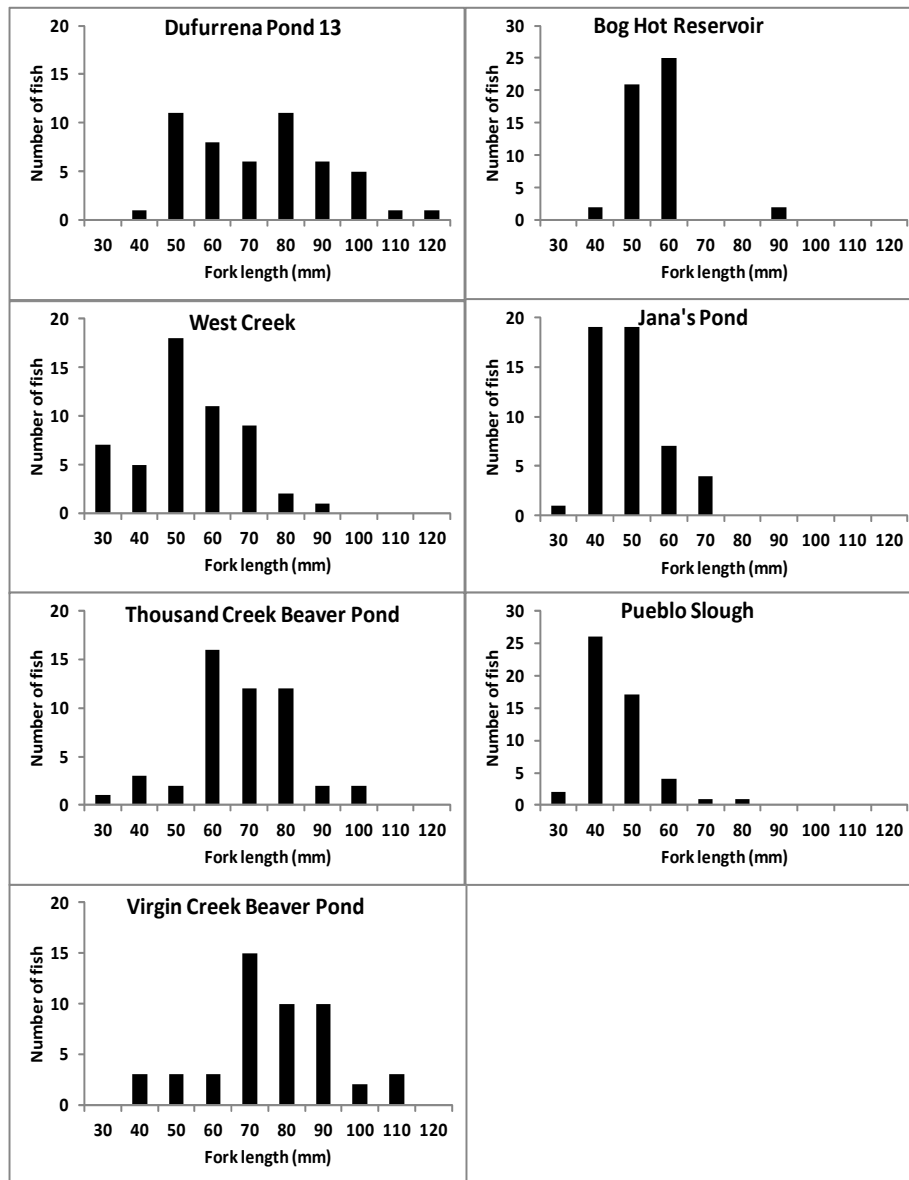 Dufurrena Pond 13
Number of fish
20
15
10
5
0
30 40 50 60 70 80 90 100 110 120
Fork length (mm)
Bog Hot Reservoir
Number of fish
30
25
20
15
10
5
0
30 40 50 60 70 80 90 100 110 120
Fork length (mm)
West Creek
Number of fish
20
15
10
5
0
30 40 50 60 70 80 90 100 110 120
Fork length (mm)
Jana's Pond
Number of fish
20
15
10
5
0
30 40 50 60 70 80 90 100 110 120
Fork length (mm)
Thousand Creek Beaver Pond
Number of fish
20
15
10
5
0
30 40 50 60 70 80 90 100 110 120
Fork length (mm)
Pueblo Slough
Number of fish
30
25
20
15
10
5
0
30 40 50 60 70 80 90 100 110 120
Fork length (mm)
Virgin Creek Beaver Pond
Number of fish
20
15
10
5
0
30 40 50 60 70 80 90 100 110 120
Fork length (mm)